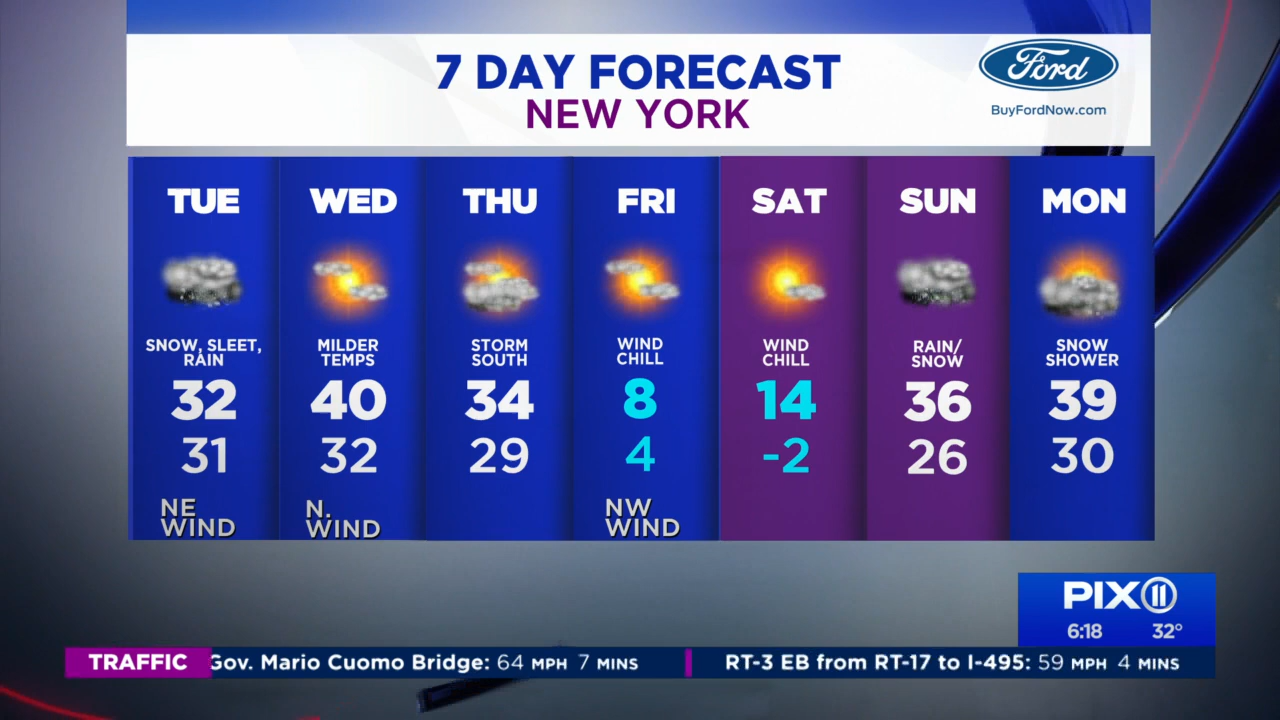 7 DAY FORECAST
NEW YORK
Ford
BuyFordNow.com
TUE
SNOW, SLEET,
RAIN
32
31
NE
WIND
WED
MILDER
TEMPS
40
32
N.
WIND
THU
STORM
SOUTH
34
29
FRI
WIND
CHILL
8
4
NW
WIND
SAT
WIND
CHILL
14
-2
SUN
RAIN/
SNOW
36
26
MON
SNOW
SHOWER
39
30
PIX11
6:18 32°
TRAFFIC Gov. Mario Cuomo Bridge: 64 MPH 7 MINS RT-3 EB from RT-17 to I-495: 59 MPH 4 MINS